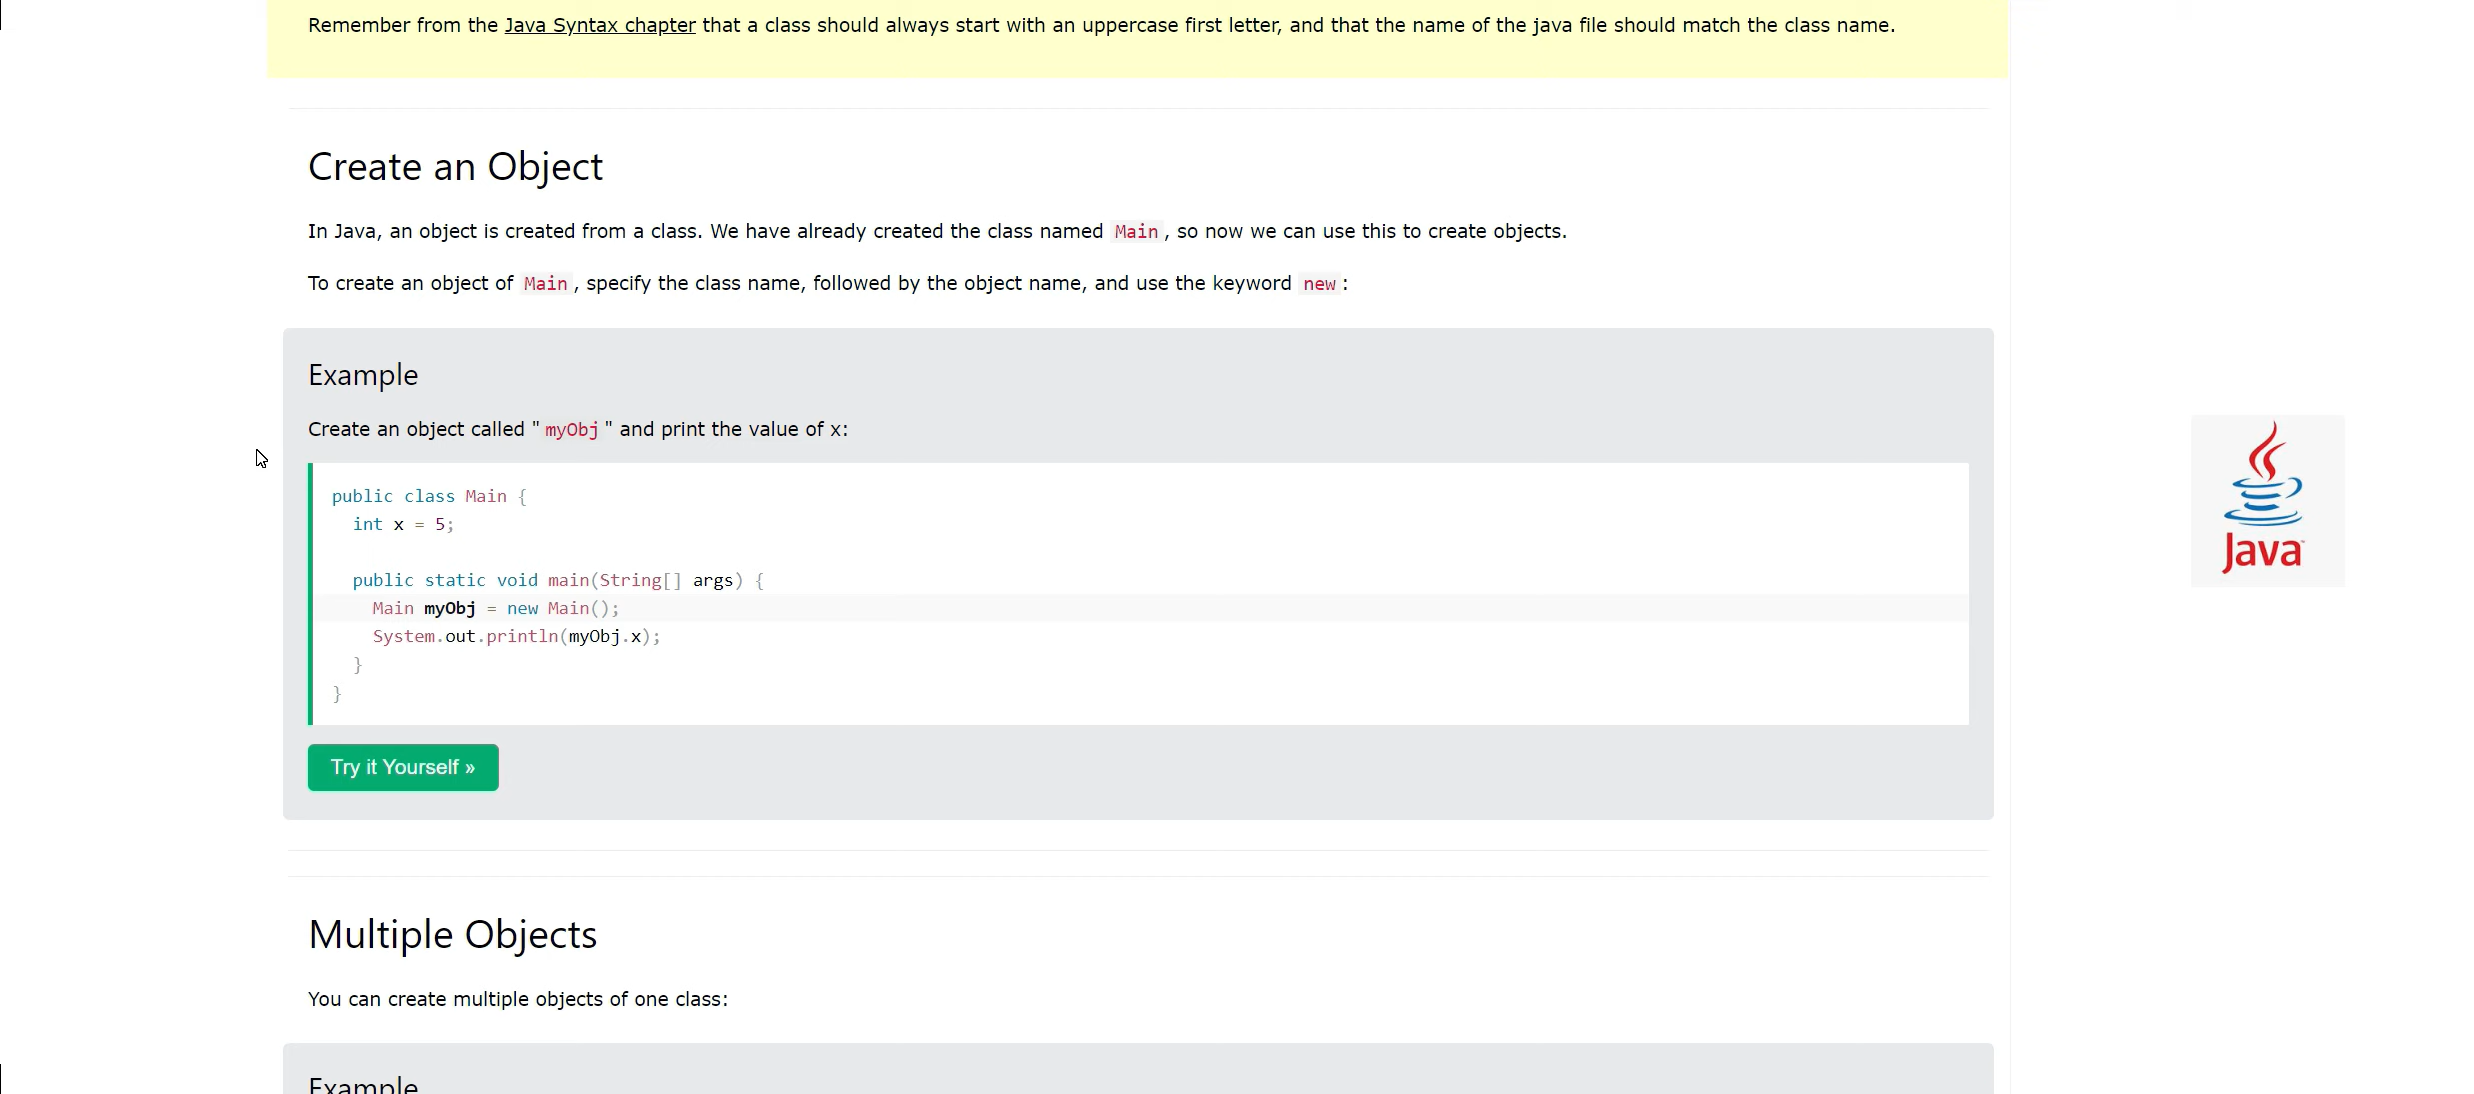 Remember from the Java Syntax chapter that a class should always start with an uppercase first letter, and that the name of the java file should match the class name.
Create an Object
In Java, an object is created from a class. We have already created the class named Main, so now we can use this to create objects.
To create an object of Main, specify the class name, followed by the object name, and use the keyword new:
Example
Create an object called "myObj" and print the value of x:
public class Main {
  int x = 5;
  public static void main(String[] args) {
    Main myObj = new Main();
    System.out.println(myObj.x);
  }
}
Try it Yourself »
Java™
Multiple Objects
You can create multiple objects of one class:
Example